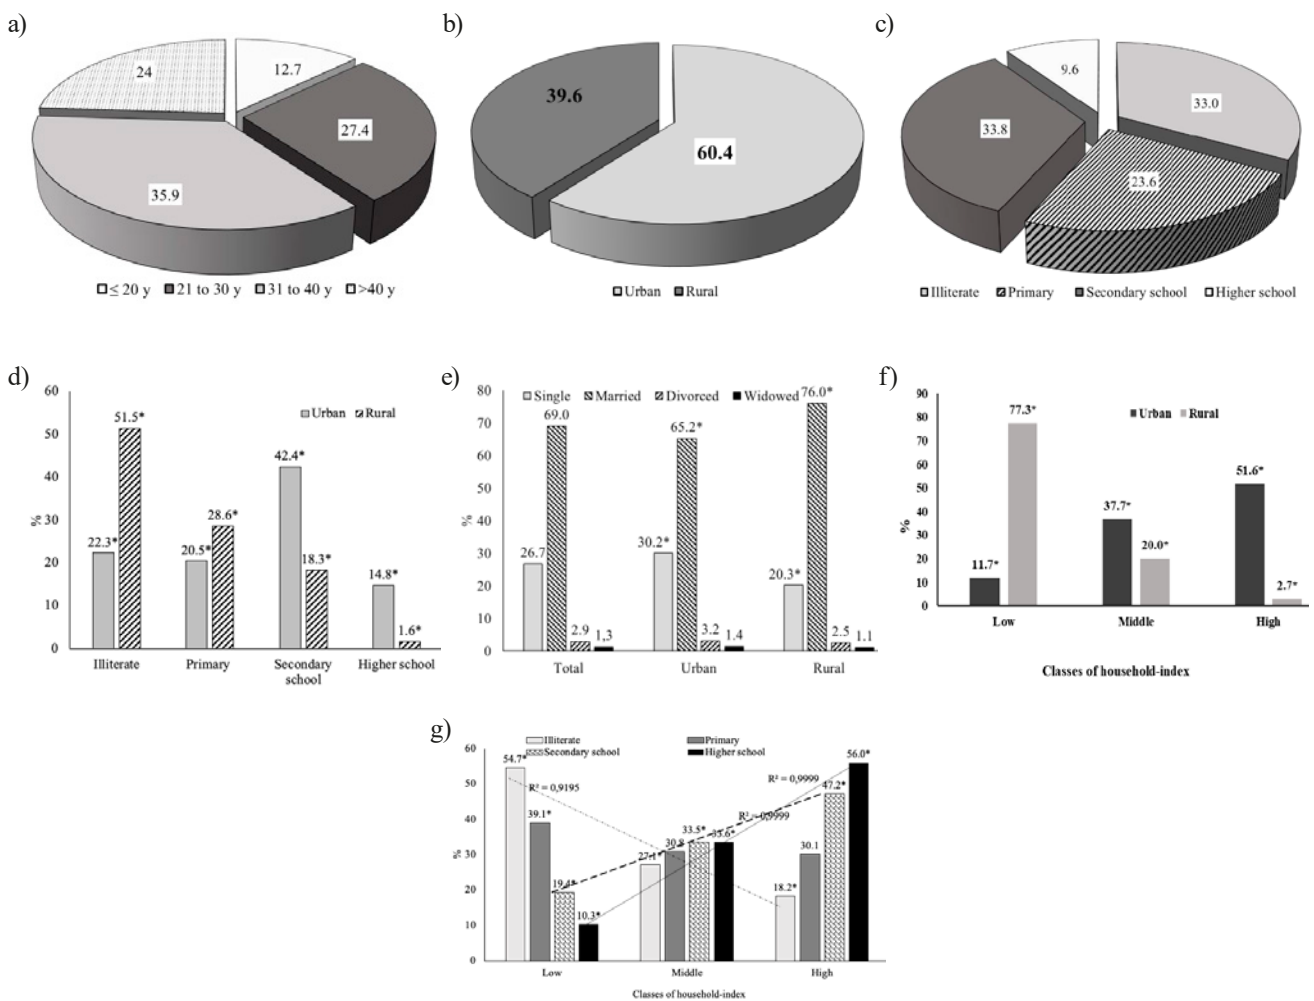 a)
24
12.7
27.4
35.9
≤ 20 y 21 to 30 y 31 to 40 y >40 y
b)
39.6
60.4
Urban Rural
c)
9.6
33.0
33.8
23.6
Illiterate Primary Secondary school Higher school
d)
60
50
40
30
20
10
0
%
Urban Rural
22.3* 51.5*
20.5* 28.6*
42.4* 18.3*
14.8* 1.6*
Illiterate Primary Secondary school Higher school
e)
80
70
60
50
40
30
20
10
0
%
Single Married Divorced Widowed
26.7 69.0 2.9 1,3
30.2* 65.2* 3.2 1.4
20.3* 76.0* 2.5 1.1
Total Urban Rural
f)
90
80
70
60
50
40
30
20
10
0
%
Urban Rural
11.7* 77.3*
37.7* 20.0*
51.6* 2.7*
Low Middle High
Classes of household-index
g)
60
50
40
30
20
10
0
%
Illiterate Primary
Secondary school Higher school
54.7* 39.1* 19.4* 10.3*
27.1* 30.8 33.5* 33.6*
18.2* 30.1 47.2* 56.0*
R² = 0,9195
R² = 0,9999
R² = 0,9999
Low Middle High
Classes of household-index